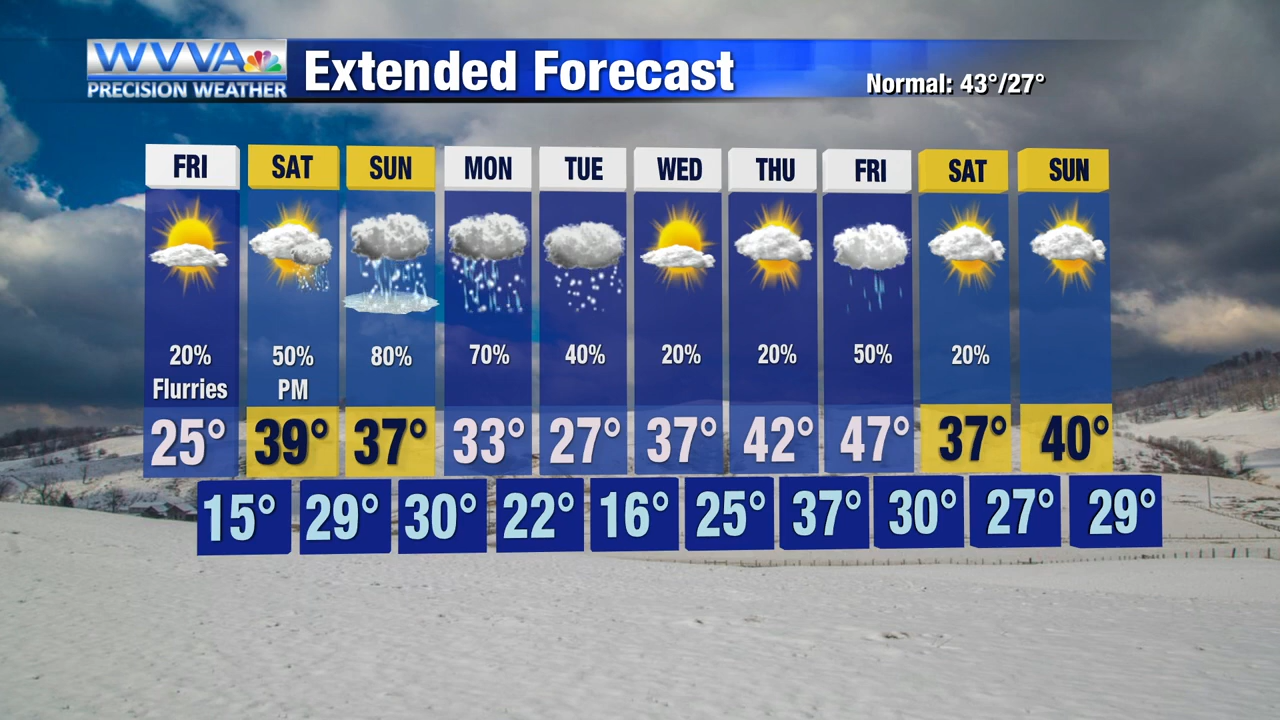 WVVA
PRECISION WEATHER
Extended Forecast
Normal: 43°/27°
FRI SAT SUN MON TUE WED THU FRI SAT SUN
20% 50% 80% 70% 40% 20% 20% 50% 20%
Flurries PM
25° 39° 37° 33° 27° 37° 42° 47° 37° 40°
15° 29° 30° 22° 16° 25° 37° 30° 27° 29°